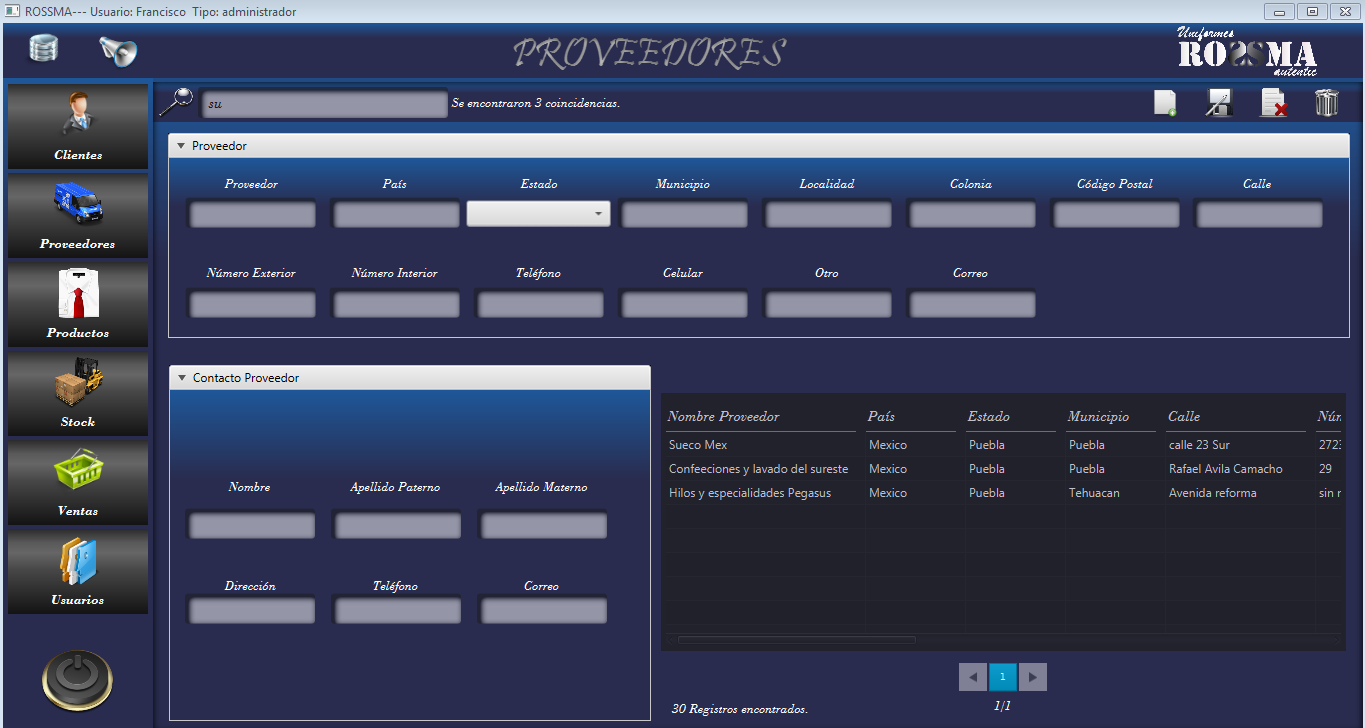 ROSSMA--- Usuario: Francisco Tipo: administrador
PROVEEDORES
Uniformes
ROSSMA
autentic
su
Se encontraron 3 coincidencias.
Clientes
Proveedores
Productos
Stock
Ventas
Usuarios
Proveedor
Proveedor País Estado Municipio Localidad Colonia Código Postal Calle
Número Exterior Número Interior Teléfono Celular Otro Correo
Contacto Proveedor
Nombre Apellido Paterno Apellido Materno
Dirección Teléfono Correo
Nombre Proveedor País Estado Municipio Calle Núm
Sueco Mex Mexico Puebla Puebla calle 23 Sur 2723
Confeeciones y lavado del sureste Mexico Puebla Puebla Rafael Avila Camacho 29
Hilos y especialidades Pegasus Mexico Puebla Tehuacan Avenida reforma sin
1
1/1
30 Registros encontrados.